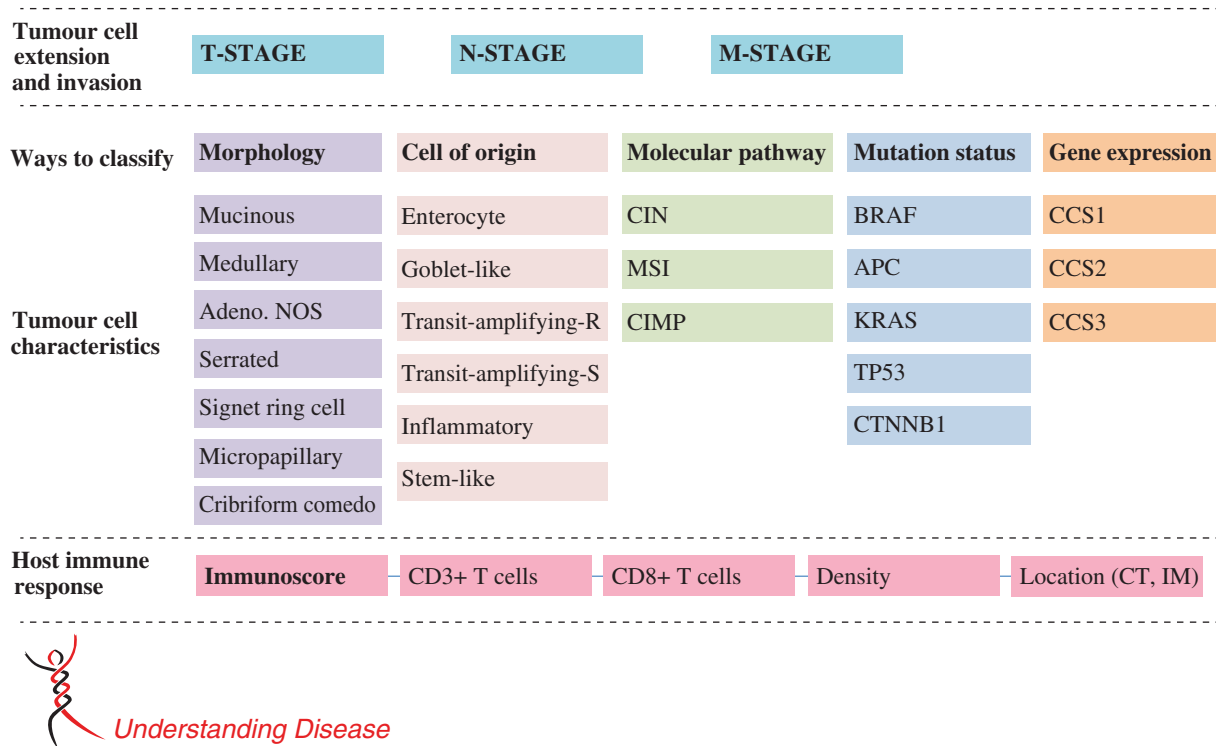 Tumour cell
extension
and invasion
T-STAGE
N-STAGE
M-STAGE
Ways to classify
Morphology
Cell of origin
Molecular pathway
Mutation status
Gene expression
Tumour cell
characteristics
Mucinous
Medullary
Adeno. NOS
Serrated
Signet ring cell
Micropapillary
Cribriform comedo
Enterocyte
Goblet-like
Transit-amplifying-R
Transit-amplifying-S
Inflammatory
Stem-like
CIN
MSI
CIMP
BRAF
APC
KRAS
TP53
CTNNB1
CCS1
CCS2
CCS3
Host immune
response
Immunoscore
CD3+ T cells
CD8+ T cells
Density
Location (CT, IM)
Understanding Disease